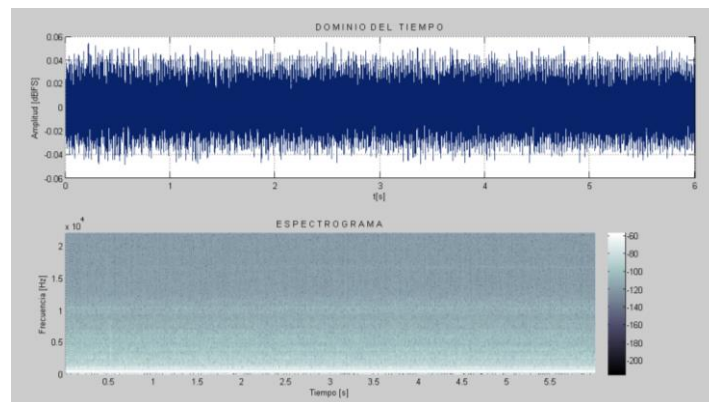 DOMINIO DEL TIEMPO
0.06
0.04
0.02
0
-0.02
-0.04
-0.06
Amplitud [dBFS]
0 1 2 3 4 5 6
t[s]
ESPECTROGRAMA
x 10^4
2
1.5
1
0.5
0
Frecuencia [Hz]
0.5 1 1.5 2 2.5 3 3.5 4 4.5 5 5.5
Tiempo [s]
-60
-80
-100
-120
-140
-160
-180
-200